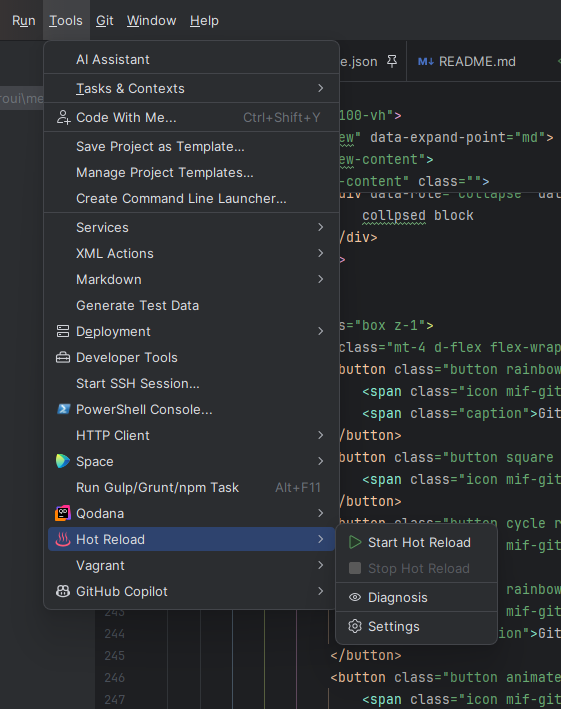 Run Tools Git Window Help
AI Assistant
e.json
README.md
Tasks & Contexts
roui\me
Code With Me... Ctrl+Shift+Y
100-vh">
Save Project as Template...
ew" data-expand-point="md">
ew-content">
Manage Project Templates...
-content" class="">
Create Command Line Launcher...
div data-role="collapse" dat
Services
collpsed block
/div>
XML Actions
>
Markdown
Generate Test Data
s="box z-1">
Deployment
class="mt-4 d-flex flex-wrap
Developer Tools
button class="button rainbow
Start SSH Session...
<span class="icon mif-git
PowerShell Console...
<span class="caption">Git
HTTP Client
/button>
Space
button class="button square
Run Gulp/Grunt/npm Task Alt+F11
<span class="icon mif-git
/button>
Qodana
button class="button cycle r
Hot Reload
Start Hot Reload
mif-git
Vagrant
Stop Hot Reload
GitHub Copilot
Diagnosis
rainbow
243
mif-git
Settings
244
ion">Git
245
</button>
246
<button class="button animate
247
<span class="icon mif-git